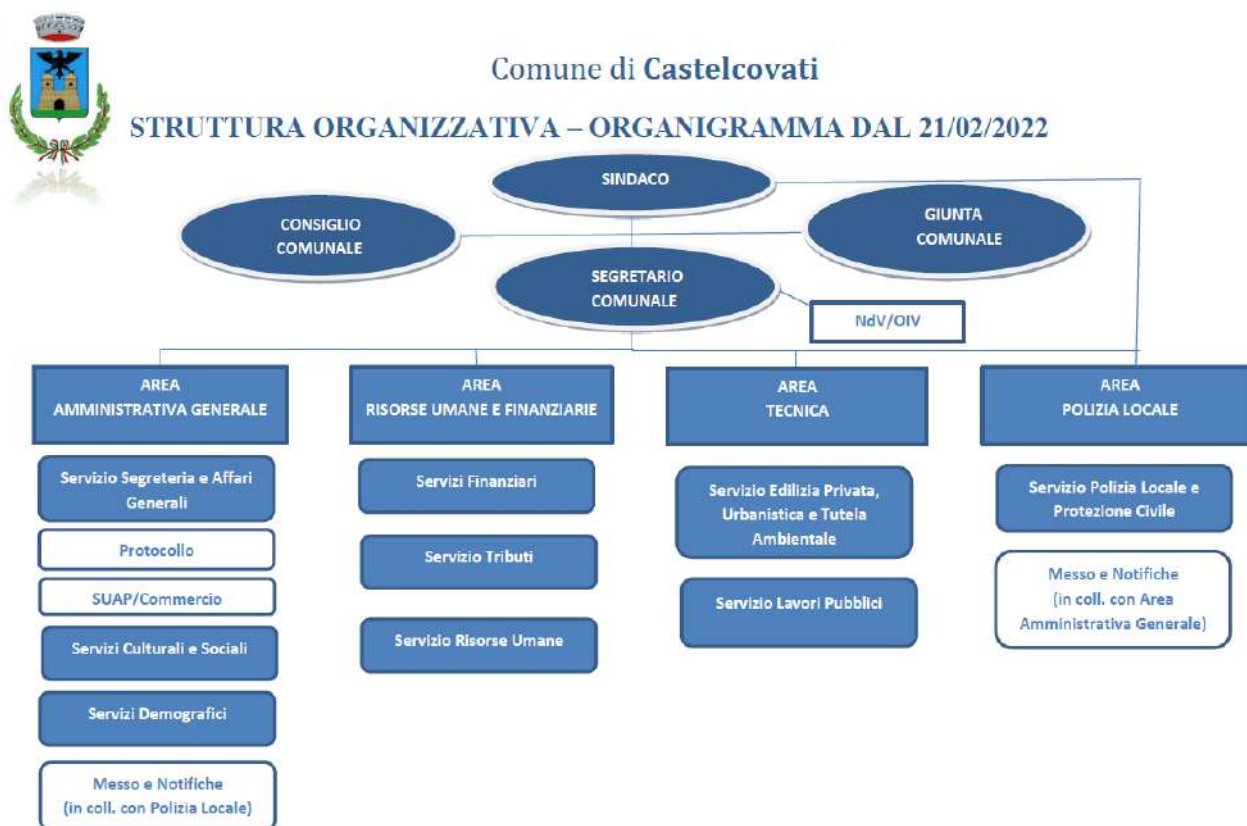 Comune di Castelcovati
STRUTTURA ORGANIZZATIVA – ORGANIGRAMMA DAL 21/02/2022
SINDACO
CONSIGLIO
COMUNALE
GIUNTA
COMUNALE
SEGRETARIO
COMUNALE
NdV/OIV
AREA
AMMINISTRATIVA GENERALE
Servizio Segreteria e Affari
Generali
Protocollo
SUAP/Commercio
Servizi Culturali e Sociali
Servizi Demografici
Messo e Notifiche
(in coll. con Polizia Locale)
AREA
RISORSE UMANE E FINANZIARIE
Servizi Finanziari
Servizio Tributi
Servizio Risorse Umane
AREA
TECNICA
Servizio Edilizia Privata,
Urbanistica e Tutela
Ambientale
Servizio Lavori Pubblici
AREA
POLIZIA LOCALE
Servizio Polizia Locale e
Protezione Civile
Messo e Notifiche
(in coll. con Area
Amministrativa Generale)